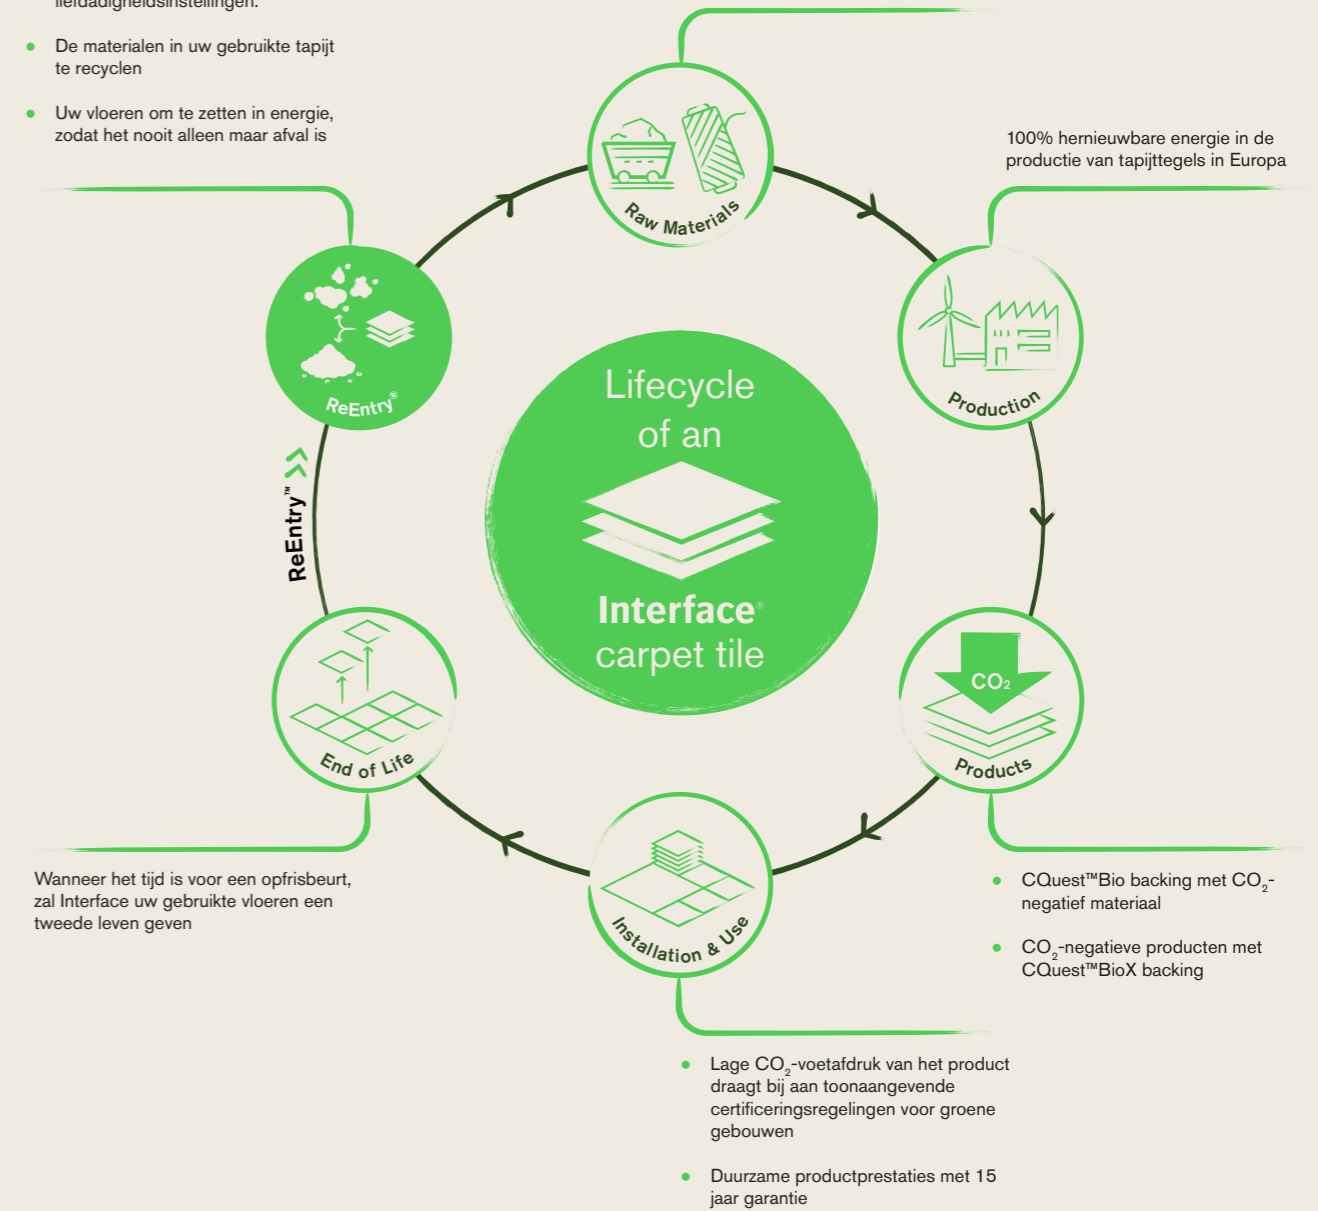 liefdadigheidsinstellingen.
De materialen in uw gebruikte tapijt
te recyclen
Uw vloeren om te zetten in energie,
zodat het nooit alleen maar afval is
100% hernieuwbare energie in de
productie van tapijttegels in Europa
Raw Materials
ReEntry®
Production
Lifecycle
of an
Interface®
carpet tile
ReEntry™
CO₂
End of Life
Products
Wanneer het tijd is voor een opfrisbeurt,
zal Interface uw gebruikte vloeren een
tweede leven geven
Installation & Use
CQuest™Bio backing met CO₂-
negatief materiaal
CO₂-negatieve producten met
CQuest™BioX backing
Lage CO₂-voetafdruk van het product
draagt bij aan toonaangevende
certificeringsregelingen voor groene
gebouwen
Duurzame productprestaties met 15
jaar garantie